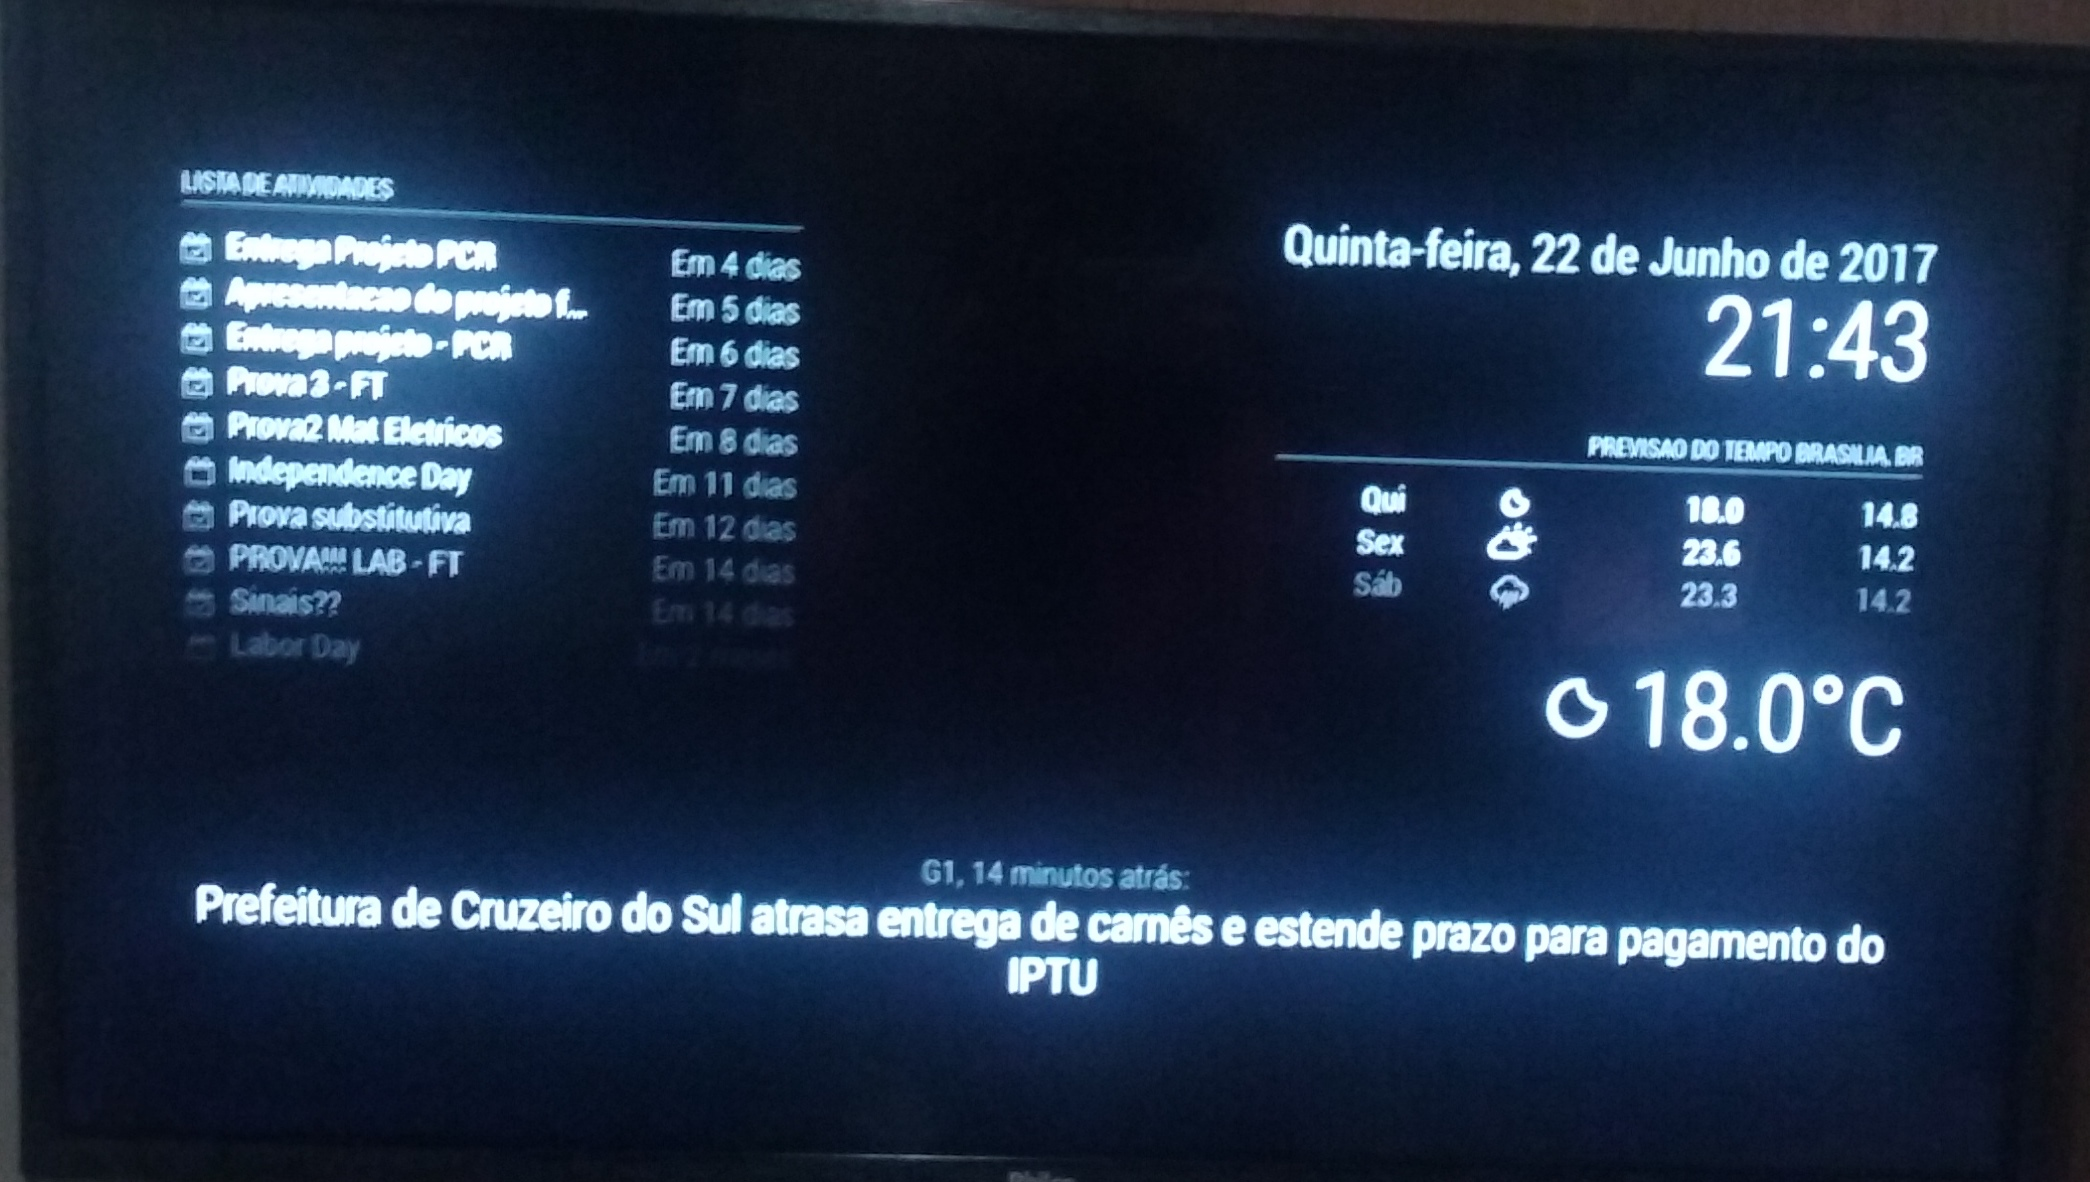 LISTA DE ATIVIDADES
Entrega Projeto PCR Em 4 dias
Apresentacao do projeto f... Em 5 dias
Entrega projeto - PCR Em 6 dias
Prova 3 - FT Em 7 dias
Prova2 Mat Eletricos Em 8 dias
Independence Day Em 11 dias
Prova substitutiva Em 12 dias
PROVA!!! LAB - FT Em 14 dias
Sinais?? Em 14 dias
Labor Day Em 2 meses
Quinta-feira, 22 de Junho de 2017
21:43
PREVISAO DO TEMPO BRASILIA, BR
Qui 18.0 14.8
Sex 23.6 14.2
Sáb 23.3 14.2
18.0°C
G1, 14 minutos atrás:
Prefeitura de Cruzeiro do Sul atrasa entrega de carnês e estende prazo para pagamento do
IPTU